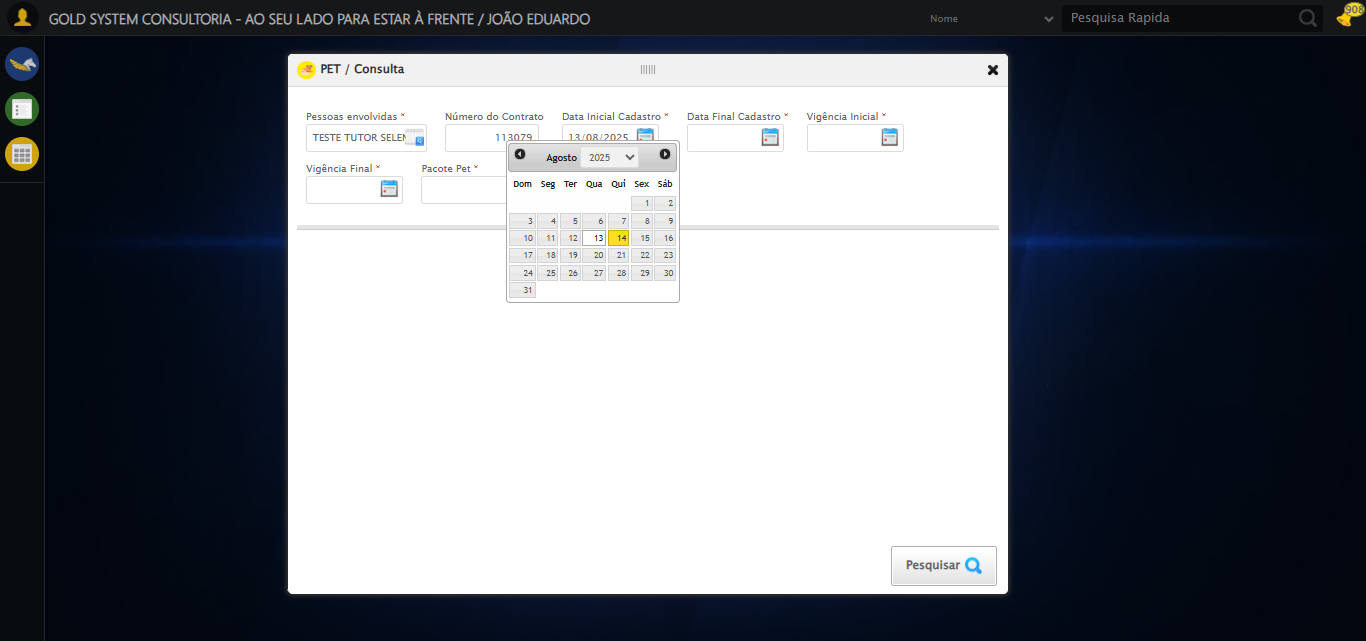 GOLD SYSTEM CONSULTORIA - AO SEU LADO PARA ESTAR À FRENTE / JOÃO EDUARDO
Nome
Pesquisa Rapida
908
PET / Consulta
Pessoas envolvidas *
Número do Contrato
Data Inicial Cadastro *
Data Final Cadastro *
Vigência Inicial *
TESTE TUTOR SELEN
113079
13/08/2025
Vigência Final *
Pacote Pet *
Agosto 2025
Dom Seg Ter Qua Qui Sex Sáb
1 2
3 4 5 6 7 8 9
10 11 12 13 14 15 16
17 18 19 20 21 22 23
24 25 26 27 28 29 30
31
Pesquisar